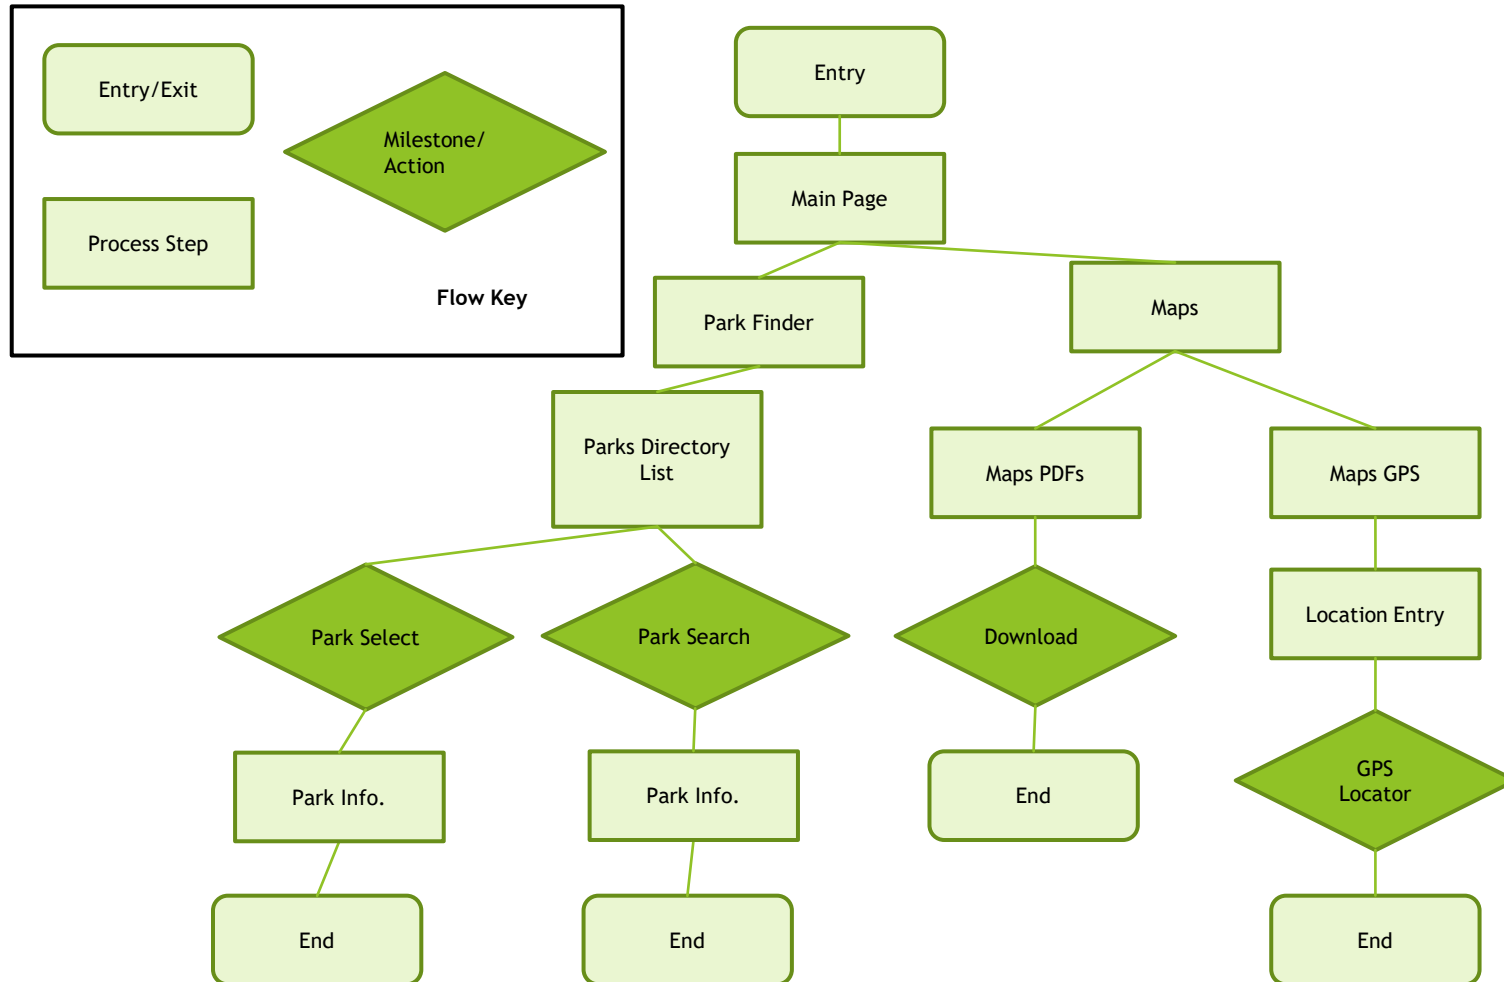 Entry/Exit
Milestone/
Action
Process Step
Flow Key
Entry
Main Page
Park Finder
Maps
Parks Directory
List
Maps PDFs
Maps GPS
Park Select
Park Search
Download
Location Entry
Park Info.
Park Info.
End
GPS
Locator
End
End
End